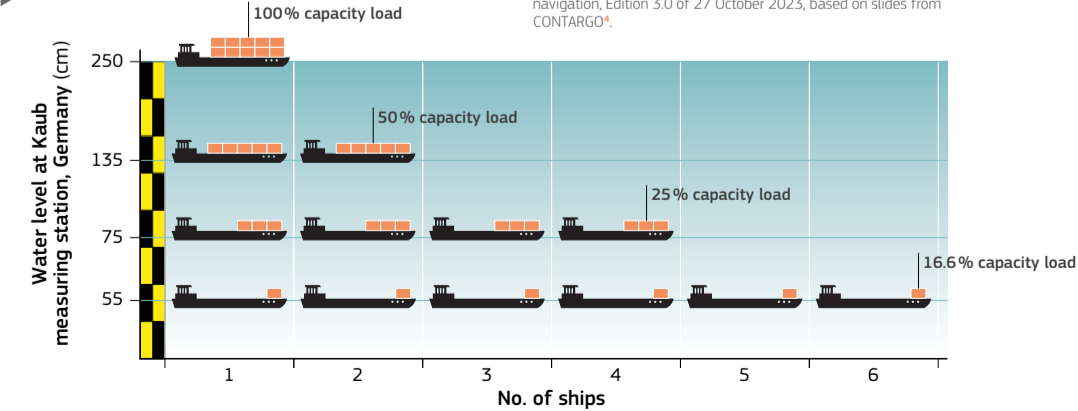 navigation, Edition 3.0 of 27 October 2023, based on slides from
CONTARGO⁴.
100% capacity load
50% capacity load
25% capacity load
16.6% capacity load
Water level at Kaub
measuring station, Germany (cm)
250
135
75
55
1 2 3 4 5 6
No. of ships